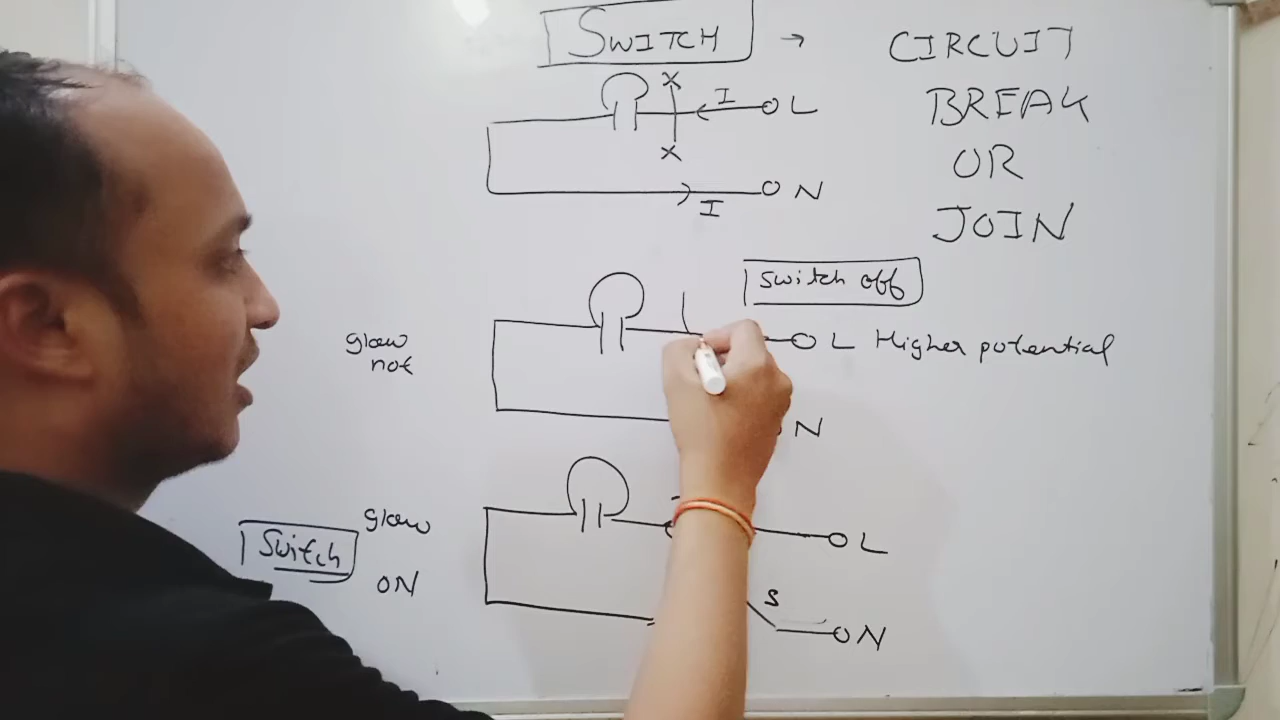 SWITCH → CIRCUIT
BREAK
OR
JOIN
X
I
L
X
N
I
Switch off
glow
not
L Higher potential
N
glow
Switch
ON
L
S
N